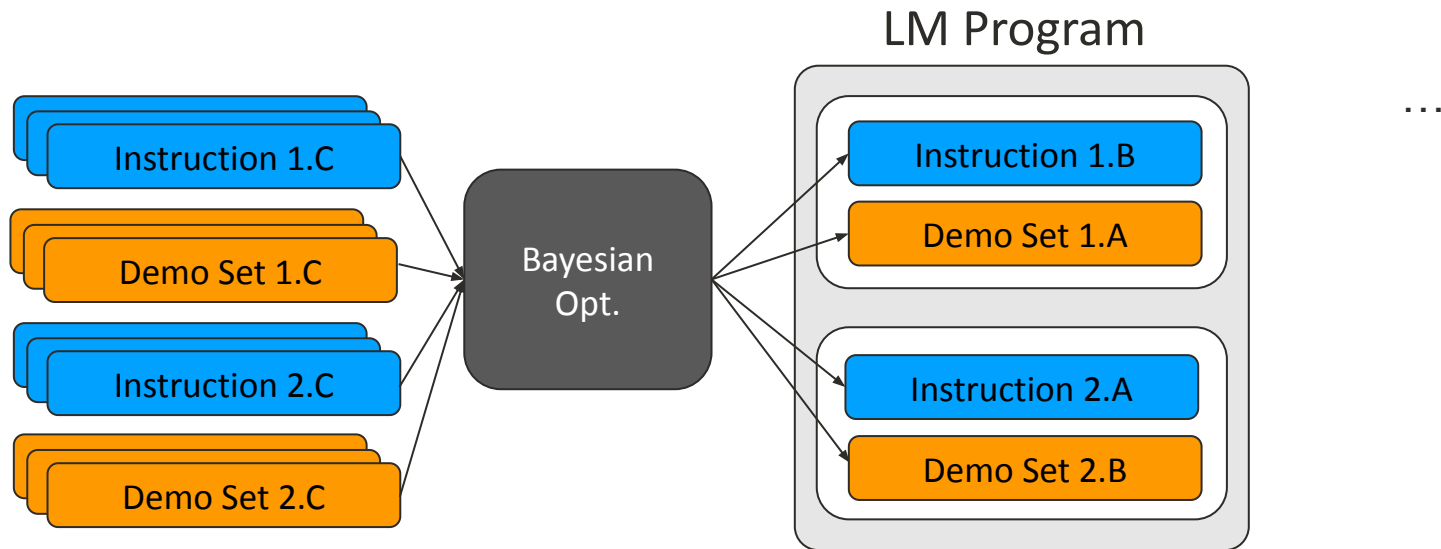 LM Program
…
Instruction 1.C
Demo Set 1.C
Instruction 2.C
Demo Set 2.C
Bayesian
Opt.
Instruction 1.B
Demo Set 1.A
Instruction 2.A
Demo Set 2.B